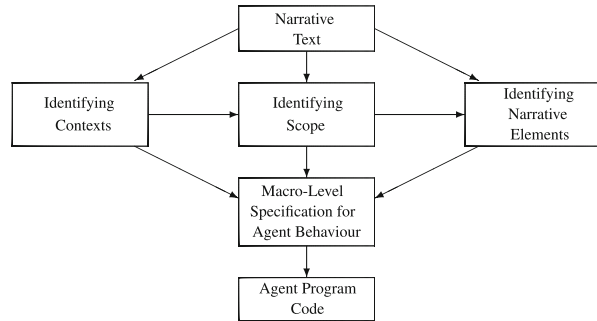 Narrative
Text
Identifying
Contexts
Identifying
Scope
Identifying
Narrative
Elements
Macro-Level
Specification for
Agent Behaviour
Agent Program
Code